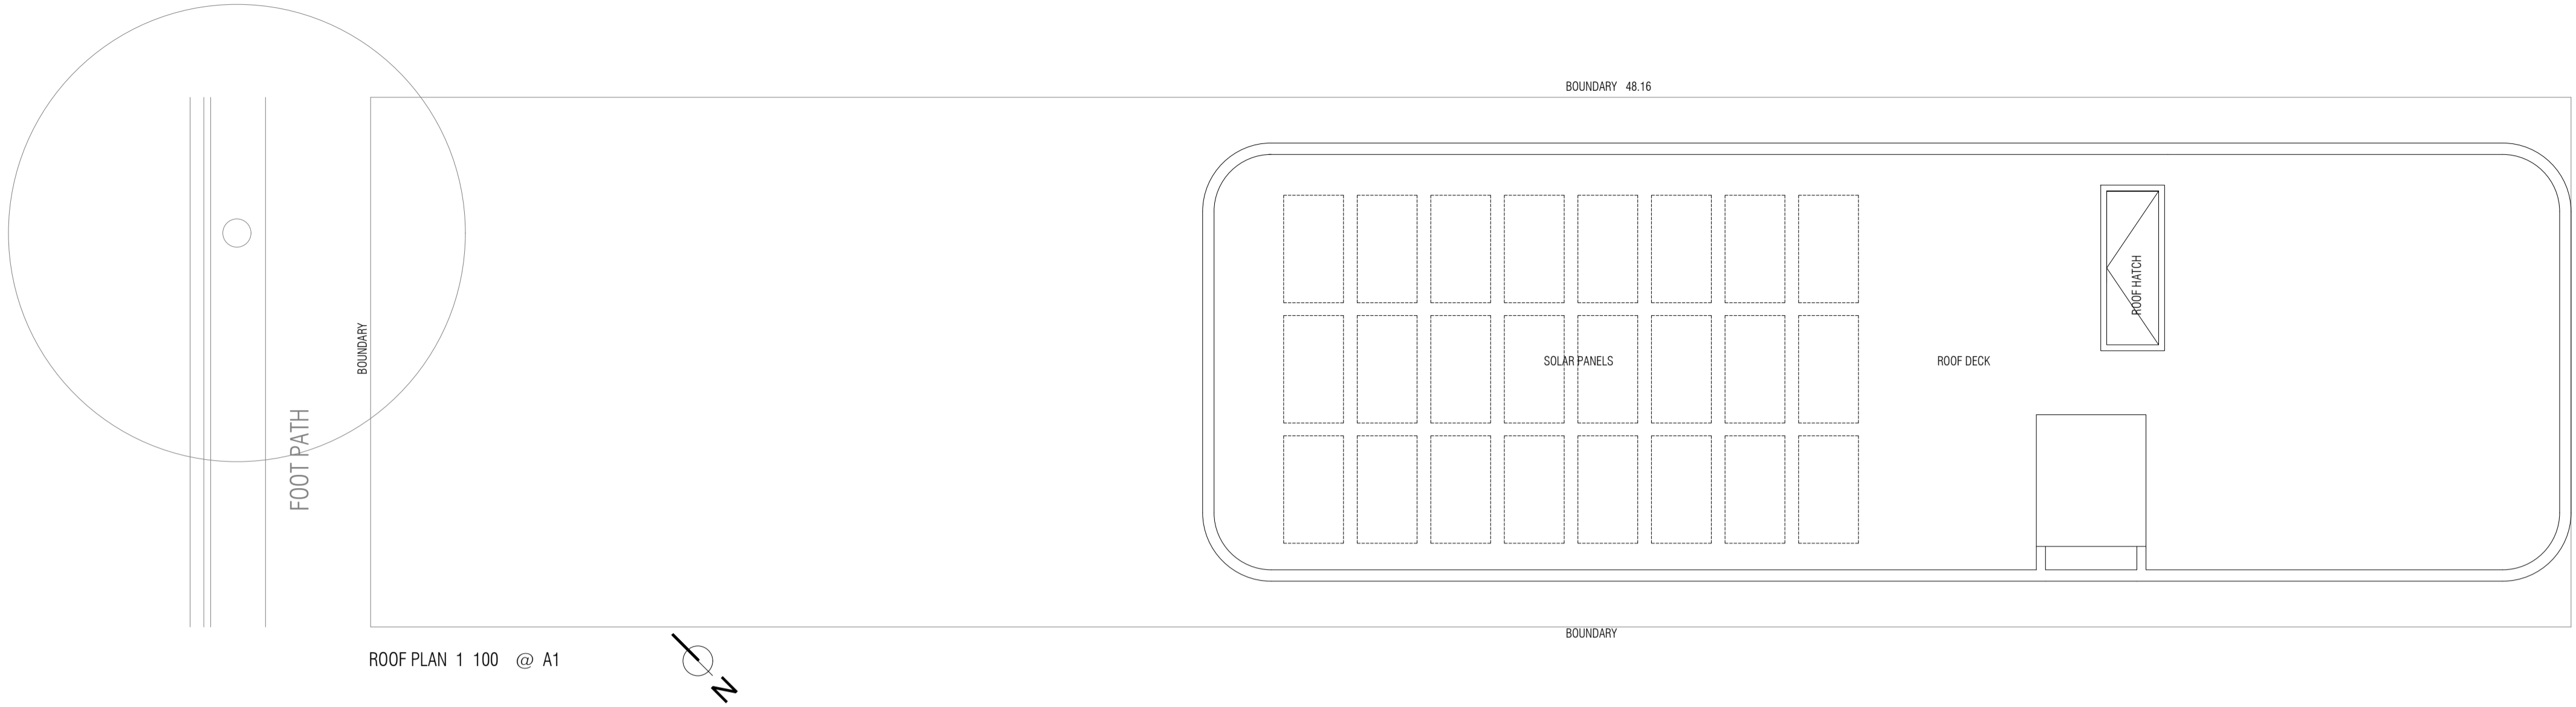 BOUNDARY 48.16
BOUNDARY
FOOT PATH
SOLAR PANELS
ROOF DECK
ROOF HATCH
BOUNDARY
ROOF PLAN 1 100 @ A1
N